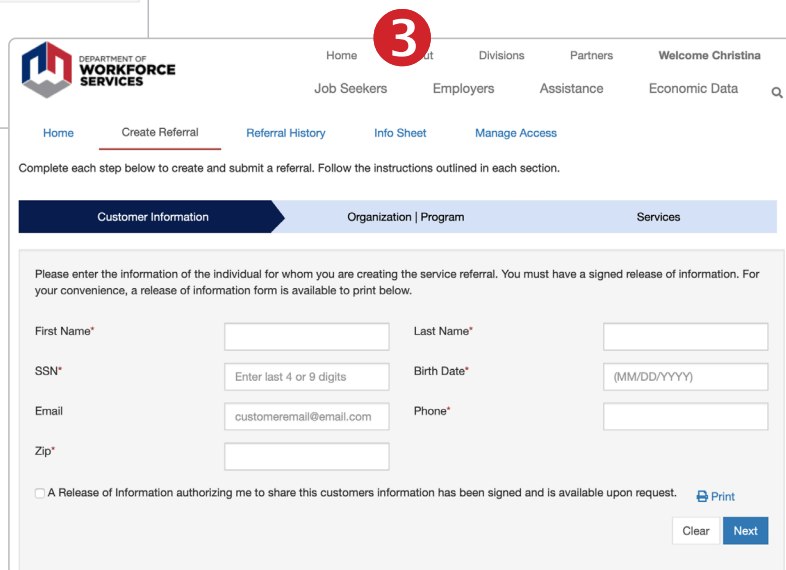 3
DEPARTMENT OF
WORKFORCE
SERVICES
Home Divisions Partners Welcome Christina
Job Seekers Employers Assistance Economic Data
Home Create Referral Referral History Info Sheet Manage Access
Complete each step below to create and submit a referral. Follow the instructions outlined in each section.
Customer Information Organization | Program Services
Please enter the information of the individual for whom you are creating the service referral. You must have a signed release of information. For
your convenience, a release of information form is available to print below.
First Name* Last Name*
SSN* Enter last 4 or 9 digits Birth Date* (MM/DD/YYYY)
Email customeremail@email.com Phone*
Zip*
A Release of Information authorizing me to share this customers information has been signed and is available upon request. Print
Clear Next